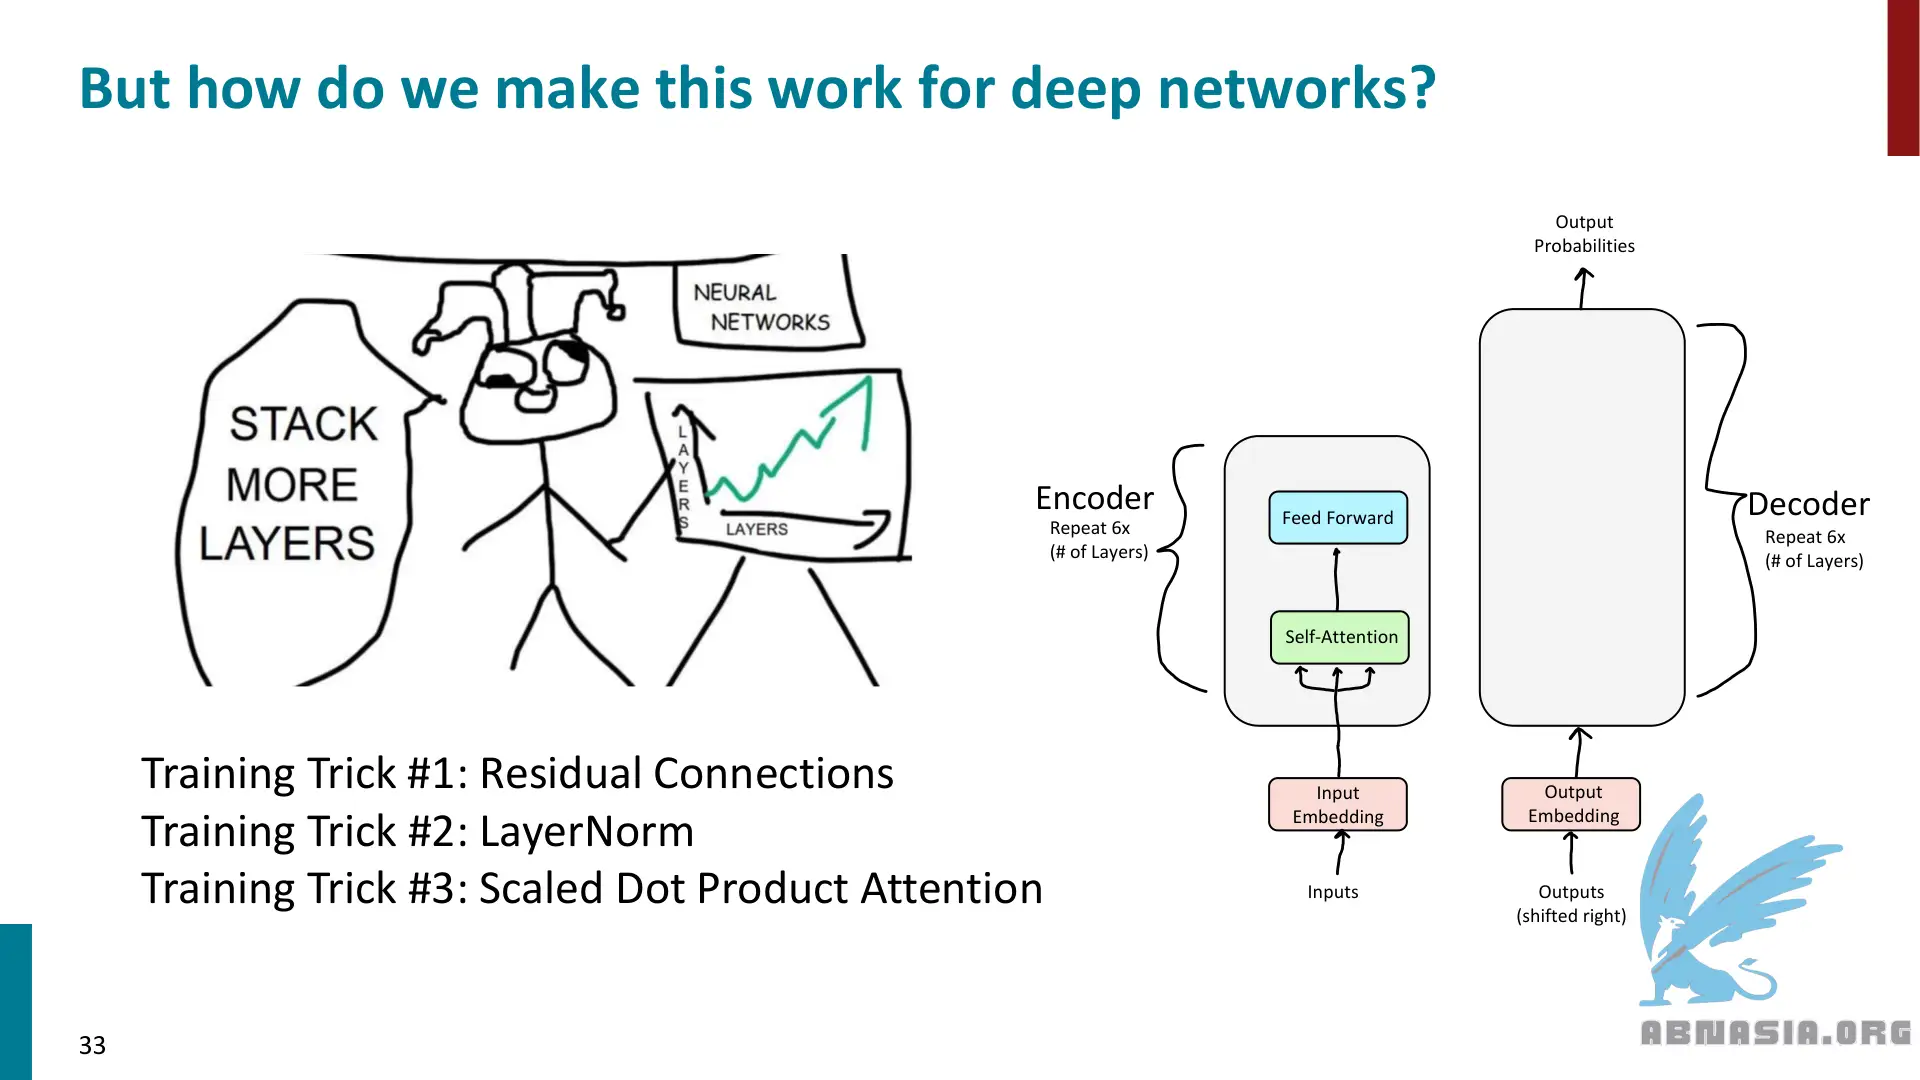 But how do we make this work for deep networks?
NEURAL
NETWORKS
STACK
MORE
LAYERS
LAYERS
LAYERS
Training Trick #1: Residual Connections
Training Trick #2: LayerNorm
Training Trick #3: Scaled Dot Product Attention
Output
Probabilities
Encoder
Repeat 6x
(# of Layers)
Feed Forward
Self-Attention
Input
Embedding
Inputs
Decoder
Repeat 6x
(# of Layers)
Output
Embedding
Outputs
(shifted right)
ABNASIA.ORG
33